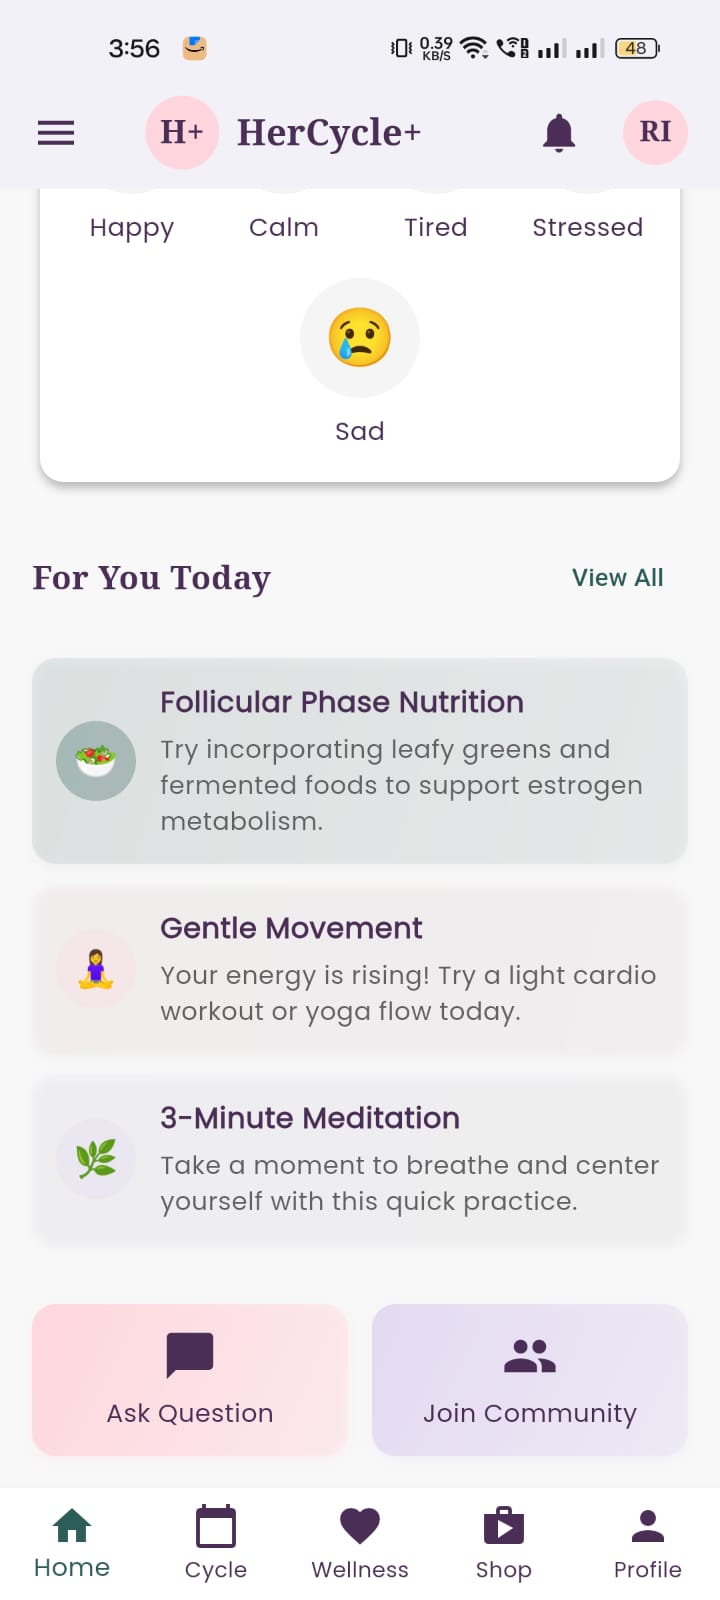 3:56
0.39
KB/S
48
H+
HerCycle+
RI
Happy
Calm
Tired
Stressed
Sad
For You Today
View All
Follicular Phase Nutrition
Try incorporating leafy greens and
fermented foods to support estrogen
metabolism.
Gentle Movement
Your energy is rising! Try a light cardio
workout or yoga flow today.
3-Minute Meditation
Take a moment to breathe and center
yourself with this quick practice.
Ask Question
Join Community
Home
Cycle
Wellness
Shop
Profile